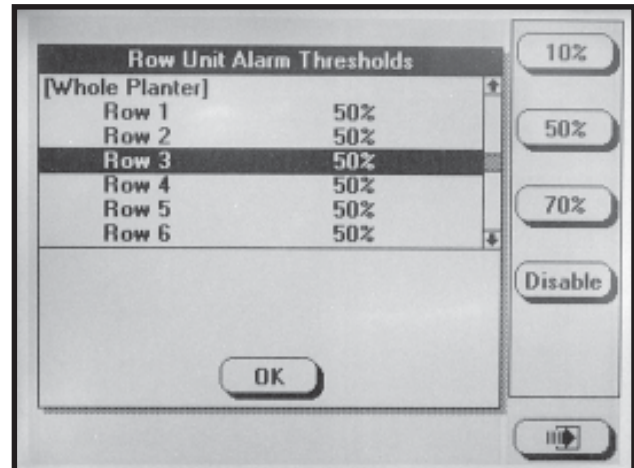 Row Unit Alarm Thresholds
[Whole Planter]
Row 1 50%
Row 2 50%
Row 3 50%
Row 4 50%
Row 5 50%
Row 6 50%
OK
10%
50%
70%
Disable